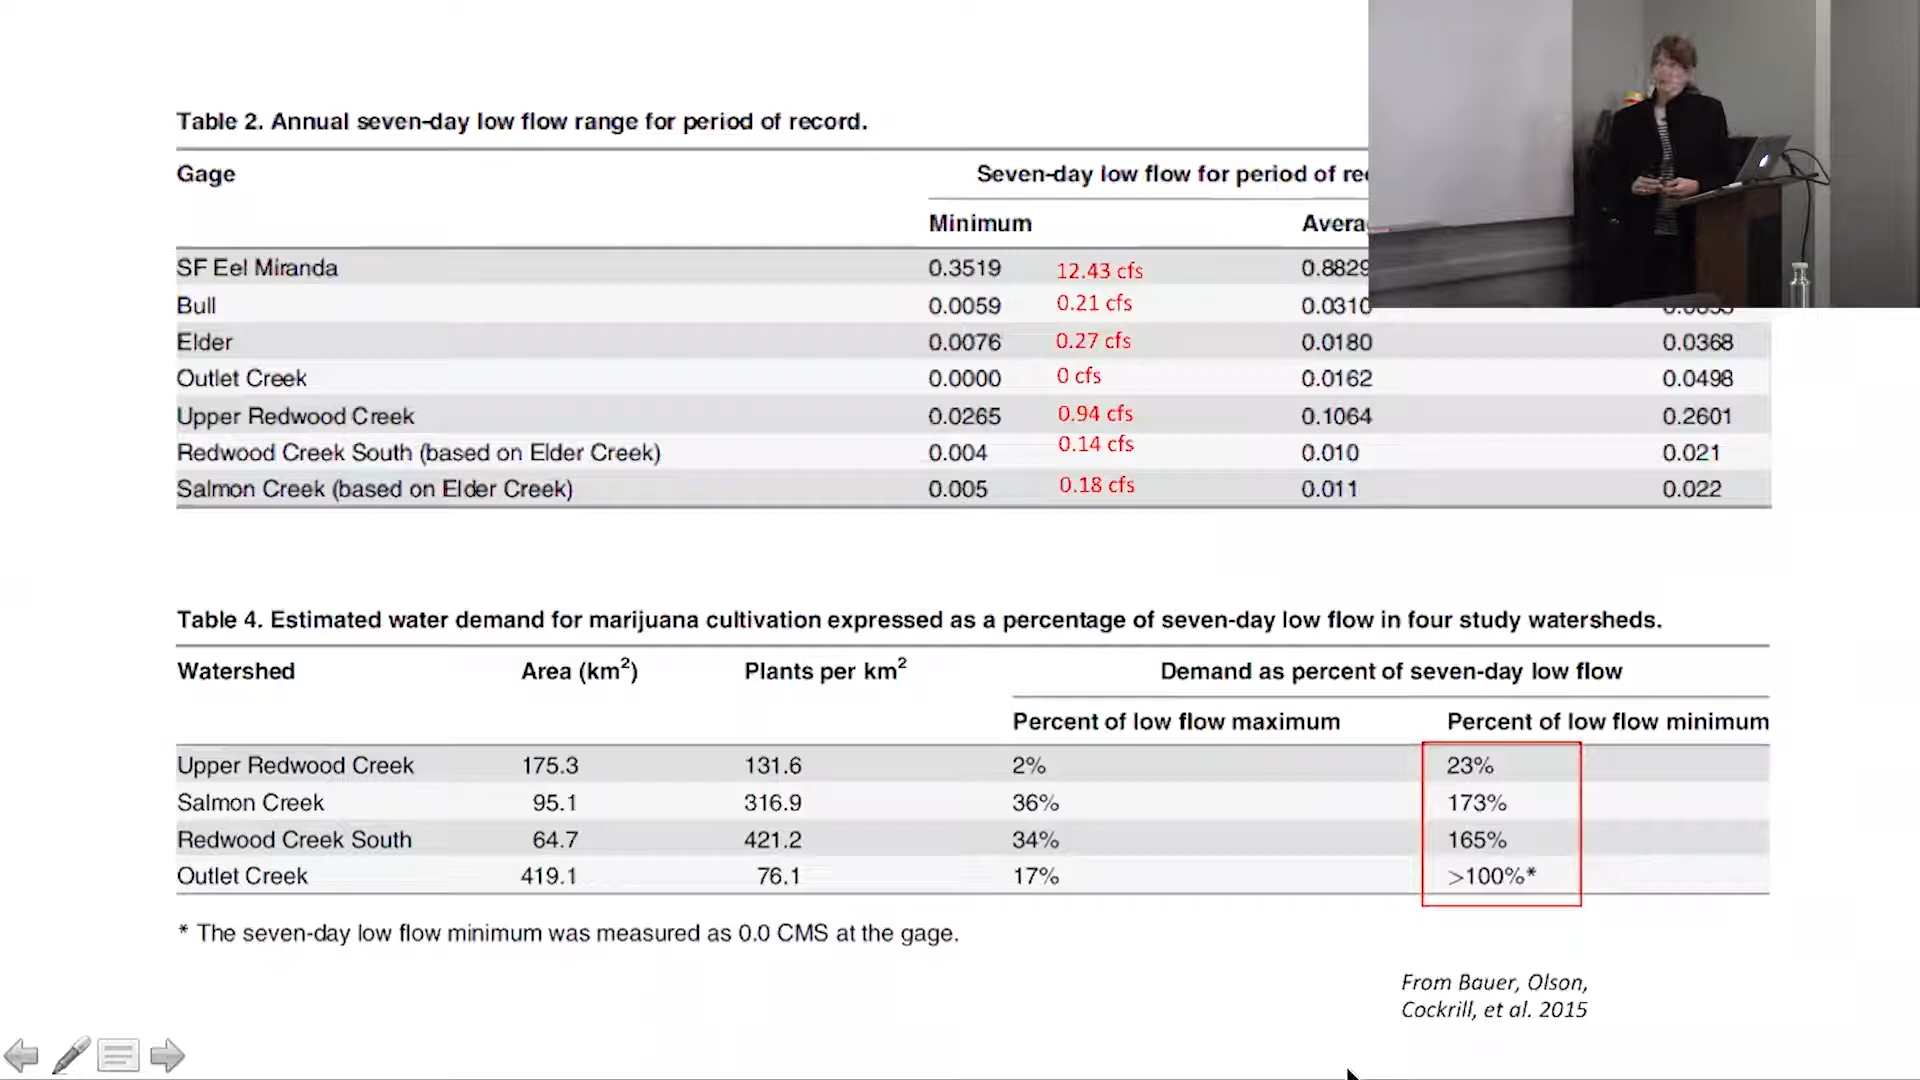 Table 2. Annual seven-day low flow range for period of record.
Gage Seven-day low flow for period of
Minimum
SF Eel Miranda 0.3519 12.43 cfs 0.8829
Bull 0.0059 0.21 cfs 0.0310
Elder 0.0076 0.27 cfs 0.0180 0.0368
Outlet Creek 0.0000 0 cfs 0.0162 0.0498
Upper Redwood Creek 0.0265 0.94 cfs 0.1064 0.2601
Redwood Creek South (based on Elder Creek) 0.004 0.14 cfs 0.010 0.021
Salmon Creek (based on Elder Creek) 0.005 0.18 cfs 0.011 0.022
Table 4. Estimated water demand for marijuana cultivation expressed as a percentage of seven-day low flow in four study watersheds.
Watershed Area (km²) Plants per km² Demand as percent of seven-day low flow
Percent of low flow maximum Percent of low flow minimum
Upper Redwood Creek 175.3 131.6 2% 23%
Salmon Creek 95.1 316.9 36% 173%
Redwood Creek South 64.7 421.2 34% 165%
Outlet Creek 419.1 76.1 17% >100%*
* The seven-day low flow minimum was measured as 0.0 CMS at the gage.
From Bauer, Olson,
Cockrill, et al. 2015